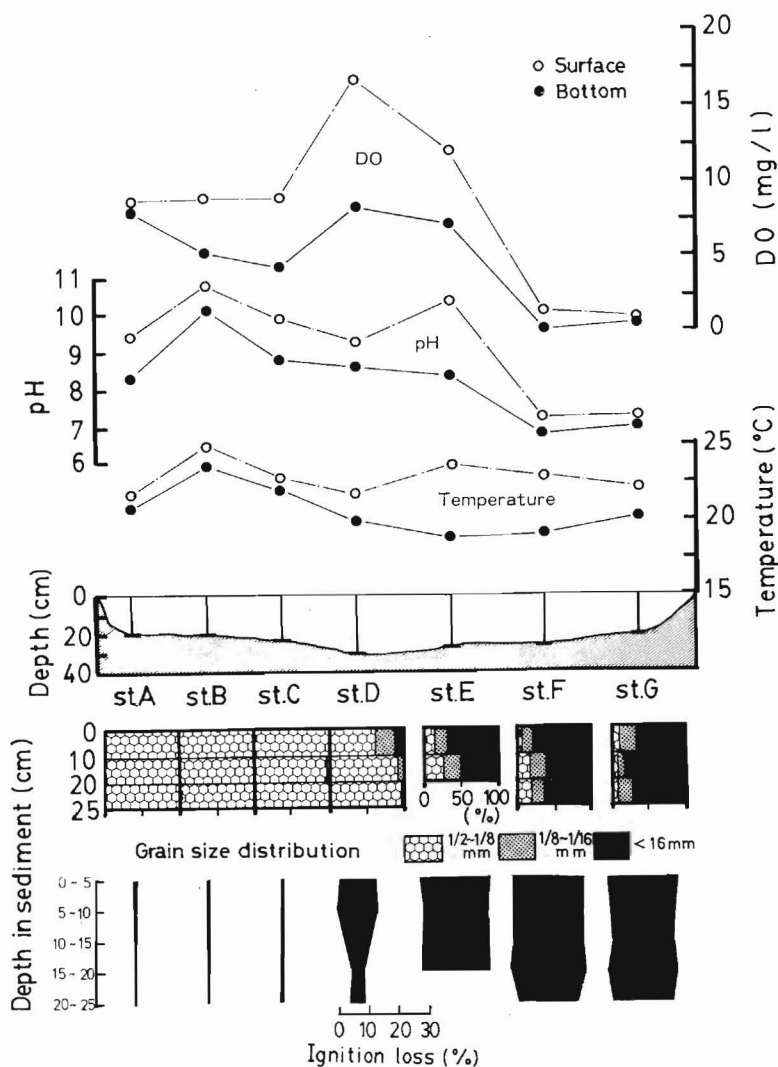 20
15
10
5
0
DO (mg/l)
○ Surface
● Bottom
DO
11
10
9
8
7
6
pH
pH
25
20
15
Temperature (°C)
Temperature
0
20
40
Depth (cm)
st.A st.B st.C st.D st.E st.F st.G
0
10
20
25
Depth in sediment (cm)
0 50 100
(%)
Grain size distribution
1/2~1/8 mm
1/8~1/16 mm
<16mm
0-5
5-10
10-15
15-20
20-25
0 10 20 30
Ignition loss (%)